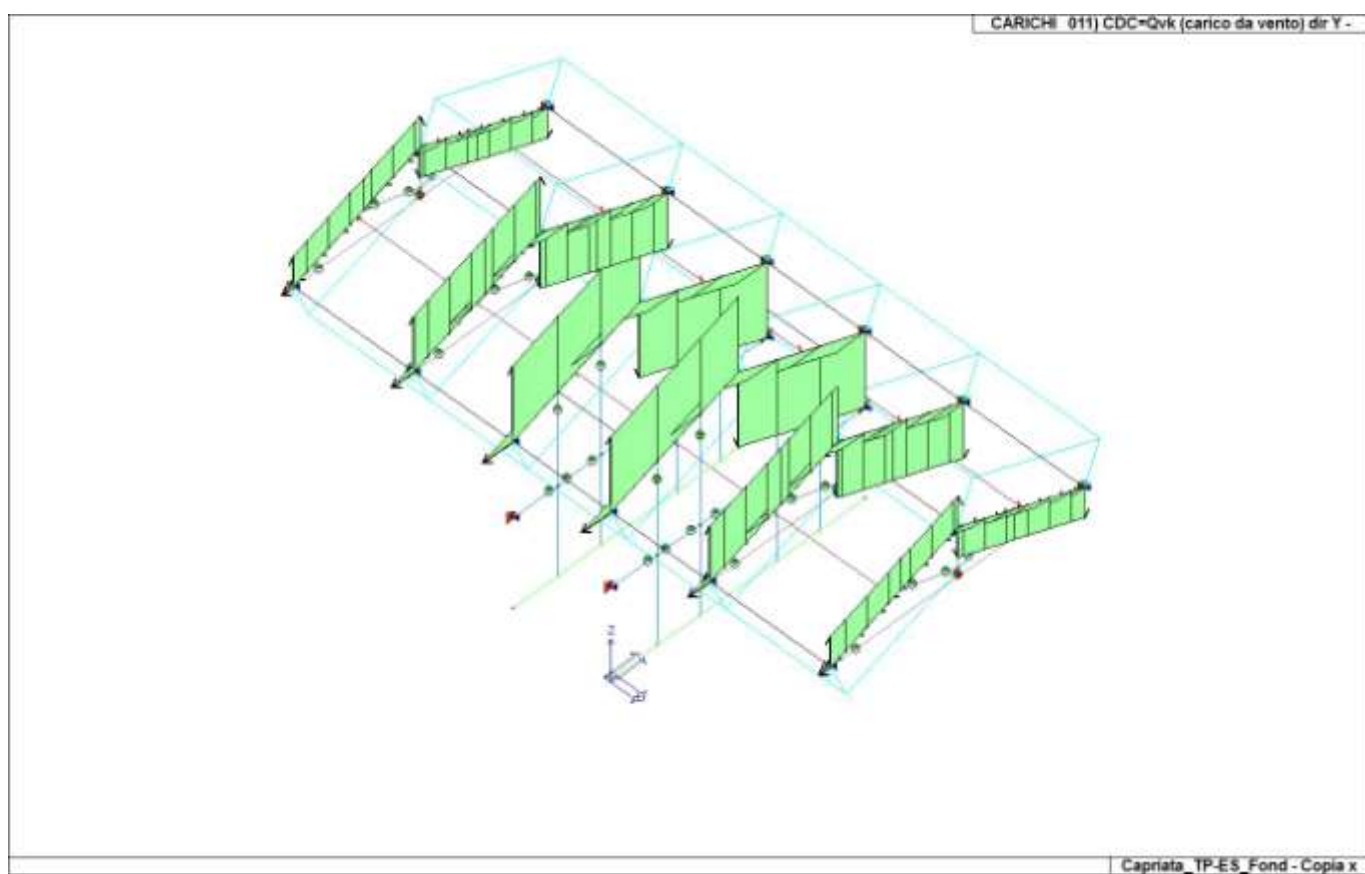 CARICHI 011) CDC=Qvk (carico da vento) dir Y -
Z
Capriata_TP-ES_Fond - Copia x